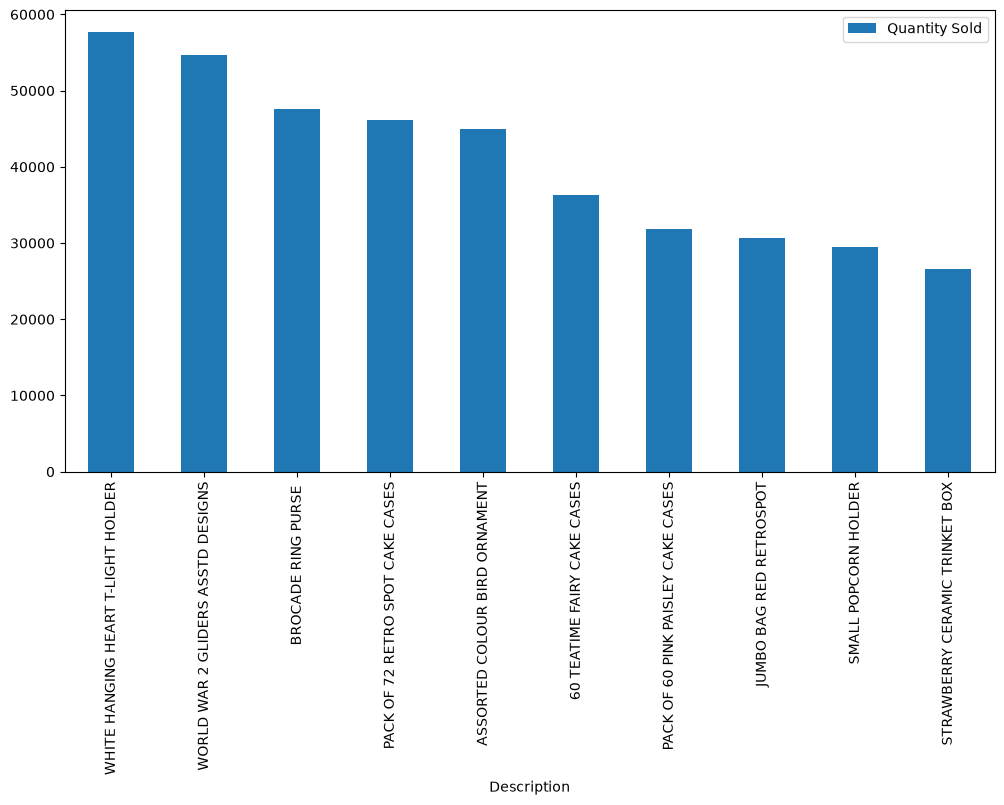 60000
50000
40000
30000
20000
10000
0
Quantity Sold
WHITE HANGING HEART T-LIGHT HOLDER
WORLD WAR 2 GLIDERS ASSTD DESIGNS
BROCADE RING PURSE
PACK OF 72 RETRO SPOT CAKE CASES
ASSORTED COLOUR BIRD ORNAMENT
60 TEATIME FAIRY CAKE CASES
PACK OF 60 PINK PAISLEY CAKE CASES
JUMBO BAG RED RETROSPOT
SMALL POPCORN HOLDER
STRAWBERRY CERAMIC TRINKET BOX
Description